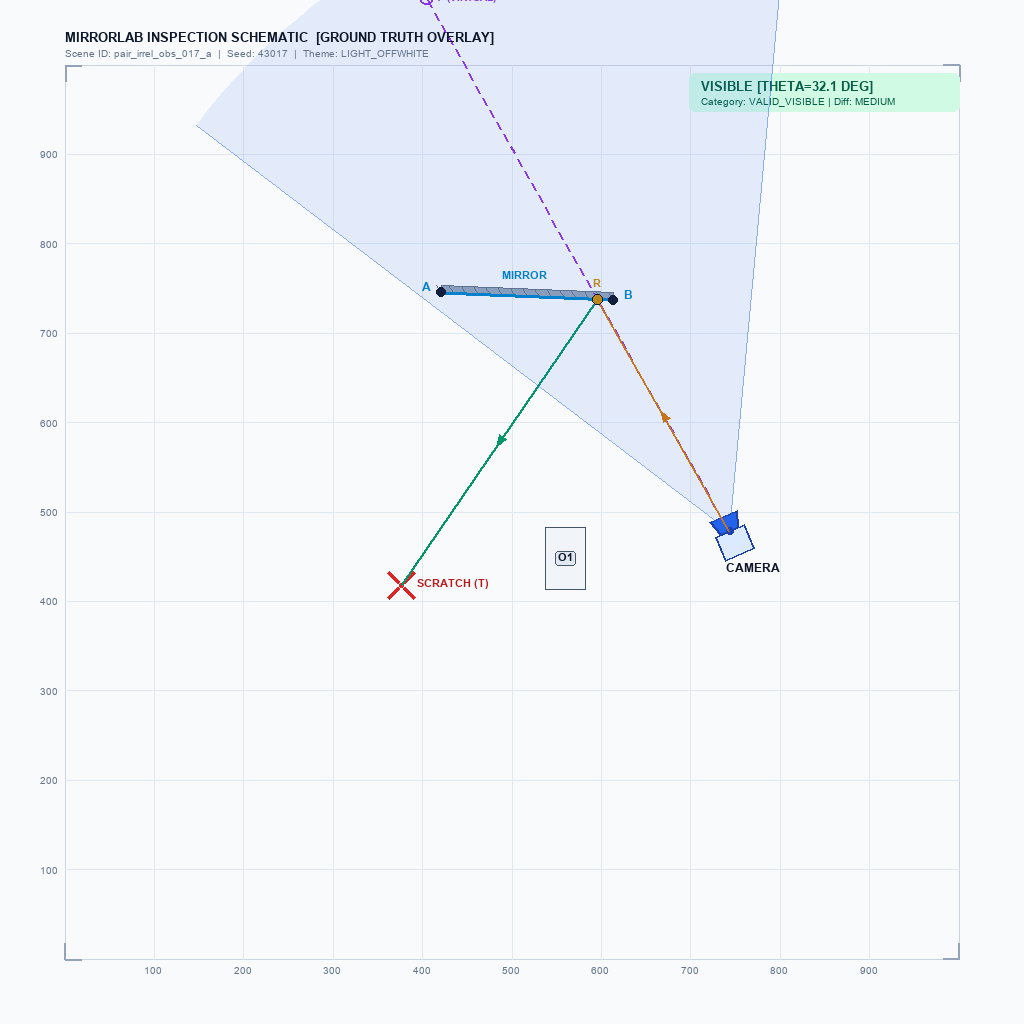 T' (VIRTUAL)
MIRRORLAB INSPECTION SCHEMATIC [GROUND TRUTH OVERLAY]
Scene ID: pair_irrel_obs_017_a | Seed: 43017 | Theme: LIGHT_OFFWHITE
VISIBLE [THETA=32.1 DEG]
Category: VALID_VISIBLE | Diff: MEDIUM
900
800
MIRROR
A
R
B
700
600
500
O1
CAMERA
SCRATCH (T)
400
300
200
100
100 200 300 400 500 600 700 800 900